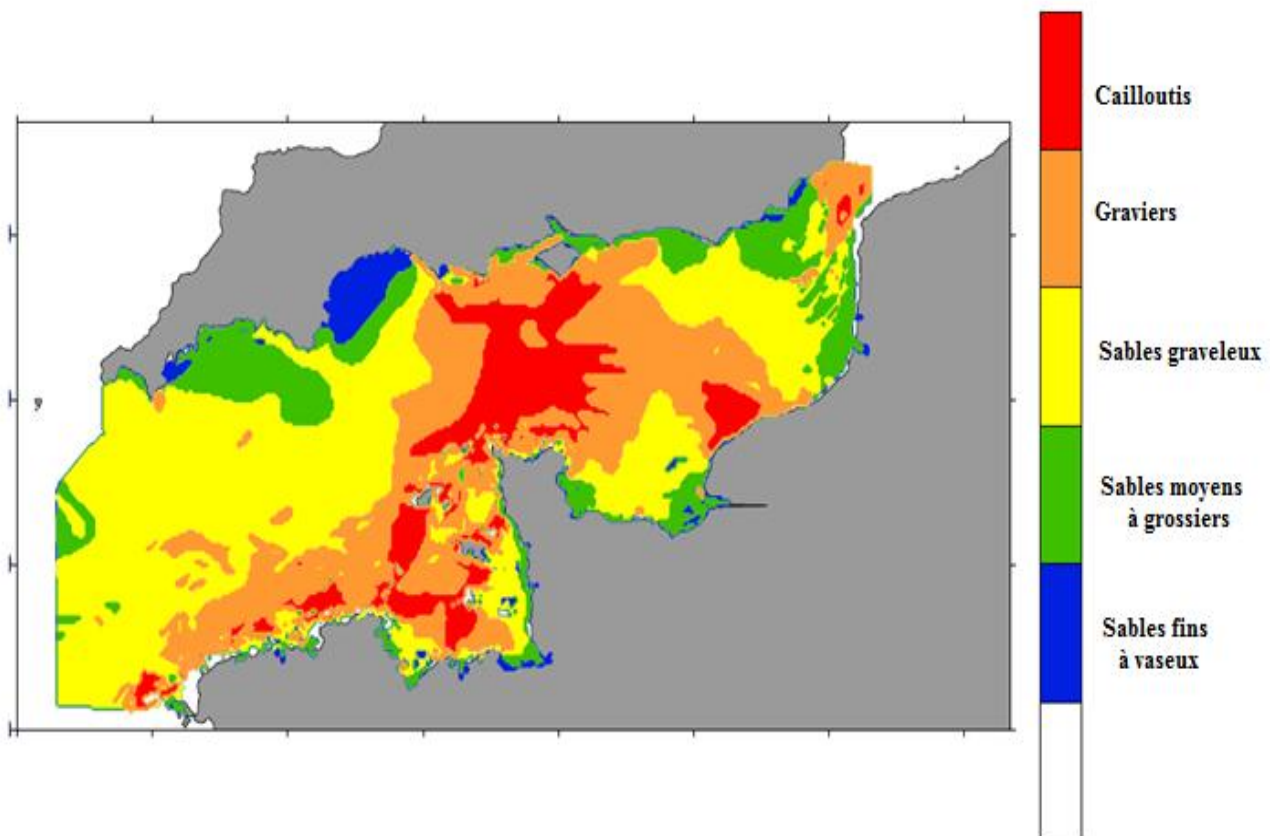 Cailloutis
Graviers
Sables graveleux
Sables moyens
à grossiers
Sables fins
à vaseux